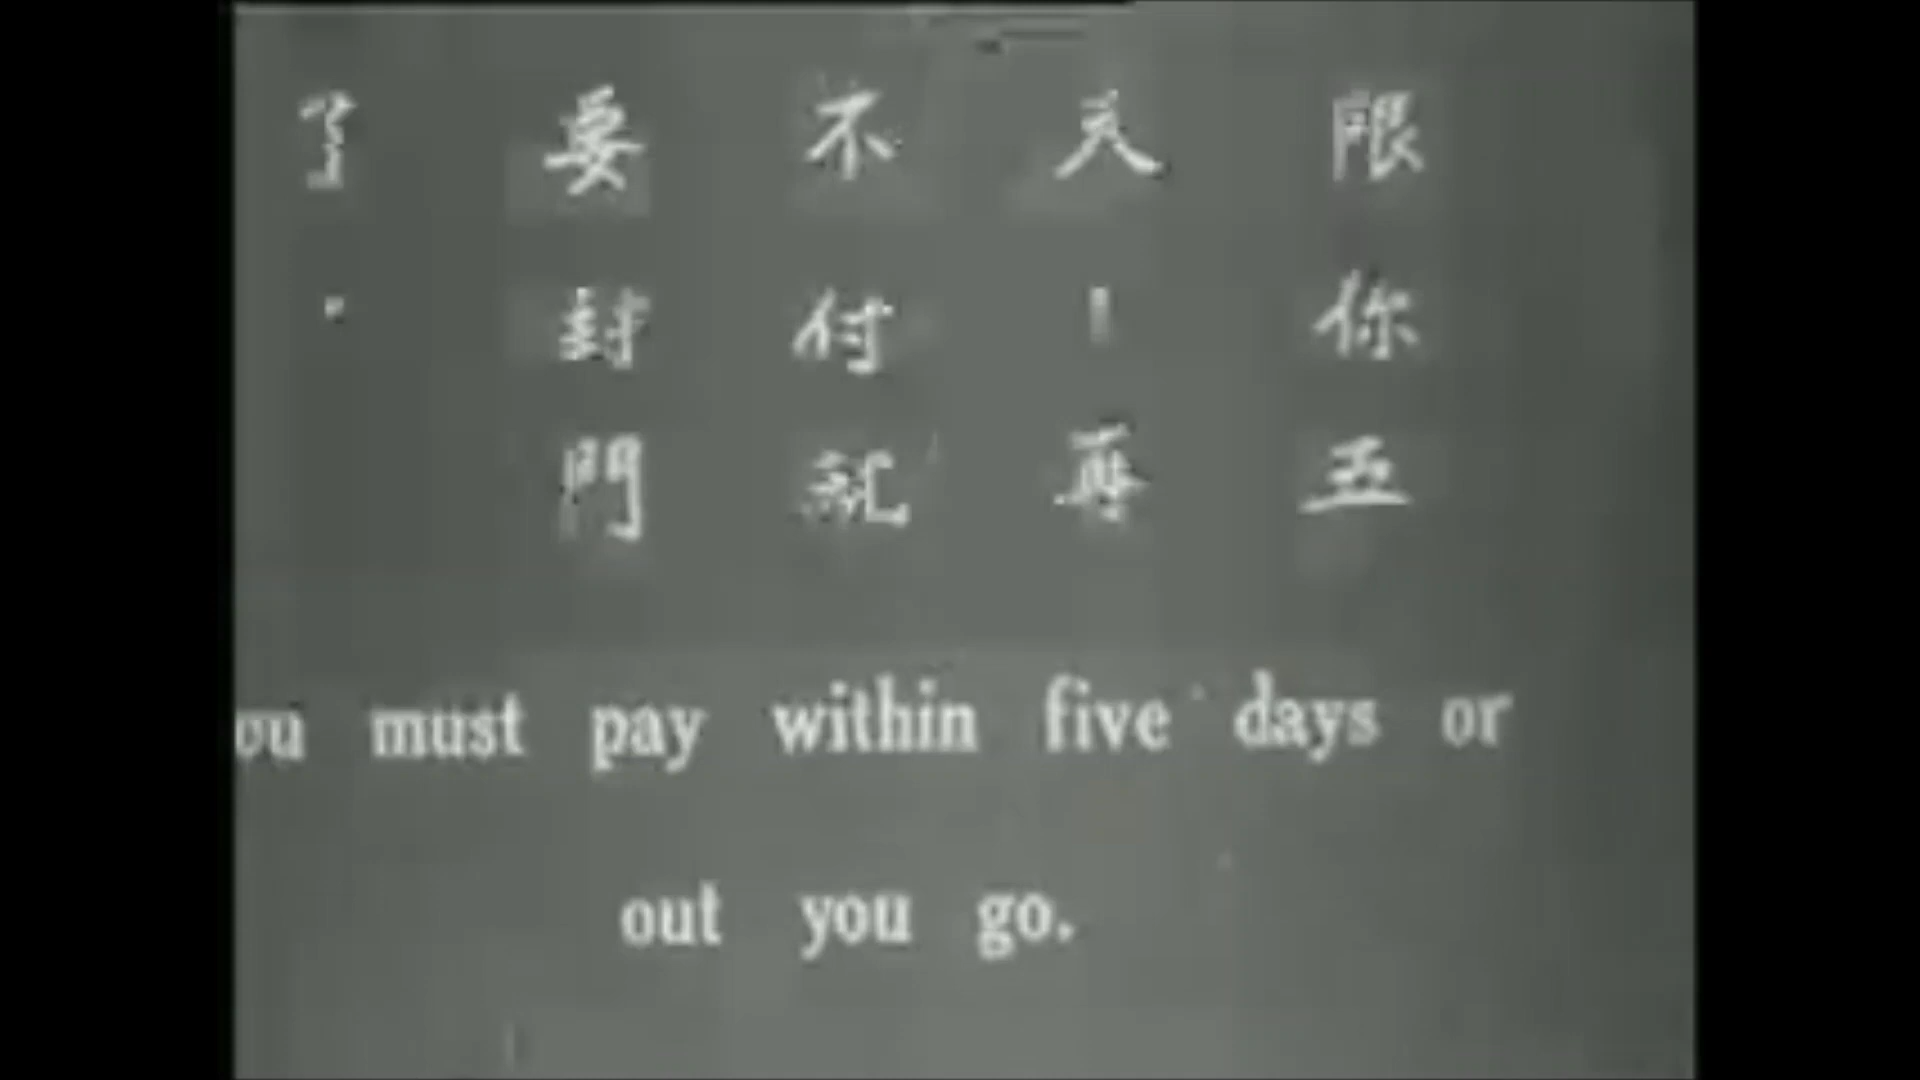 限你五
天！再
不付就
要封門
了．
ou must pay within five days or
out you go.